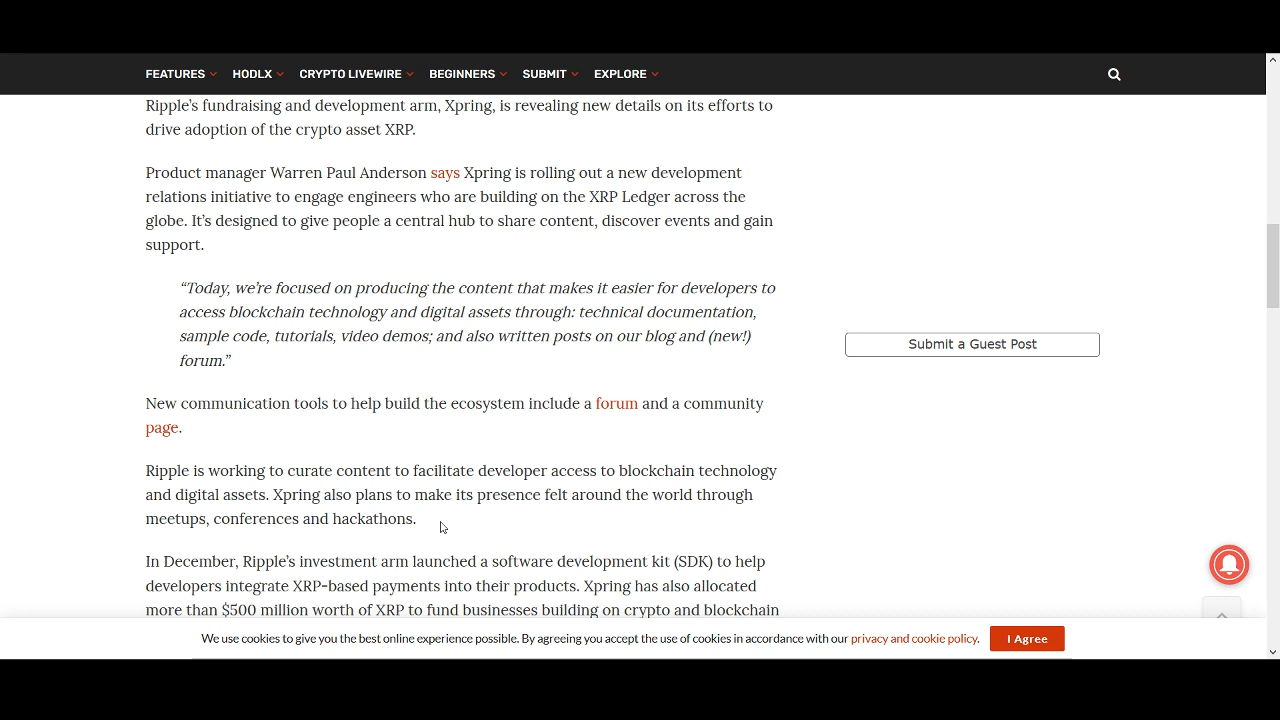 FEATURES HODLX CRYPTO LIVEWIRE BEGINNERS SUBMIT EXPLORE
Ripple’s fundraising and development arm, Xpring, is revealing new details on its efforts to
drive adoption of the crypto asset XRP.
Product manager Warren Paul Anderson says Xpring is rolling out a new development
relations initiative to engage engineers who are building on the XRP Ledger across the
globe. It’s designed to give people a central hub to share content, discover events and gain
support.
“Today, we’re focused on producing the content that makes it easier for developers to
access blockchain technology and digital assets through: technical documentation,
sample code, tutorials, video demos; and also written posts on our blog and (new!)
forum.”
Submit a Guest Post
New communication tools to help build the ecosystem include a forum and a community
page.
Ripple is working to curate content to facilitate developer access to blockchain technology
and digital assets. Xpring also plans to make its presence felt around the world through
meetups, conferences and hackathons.
In December, Ripple’s investment arm launched a software development kit (SDK) to help
developers integrate XRP-based payments into their products. Xpring has also allocated
more than $500 million worth of XRP to fund businesses building on crypto and blockchain
We use cookies to give you the best online experience possible. By agreeing you accept the use of cookies in accordance with our privacy and cookie policy.
I Agree